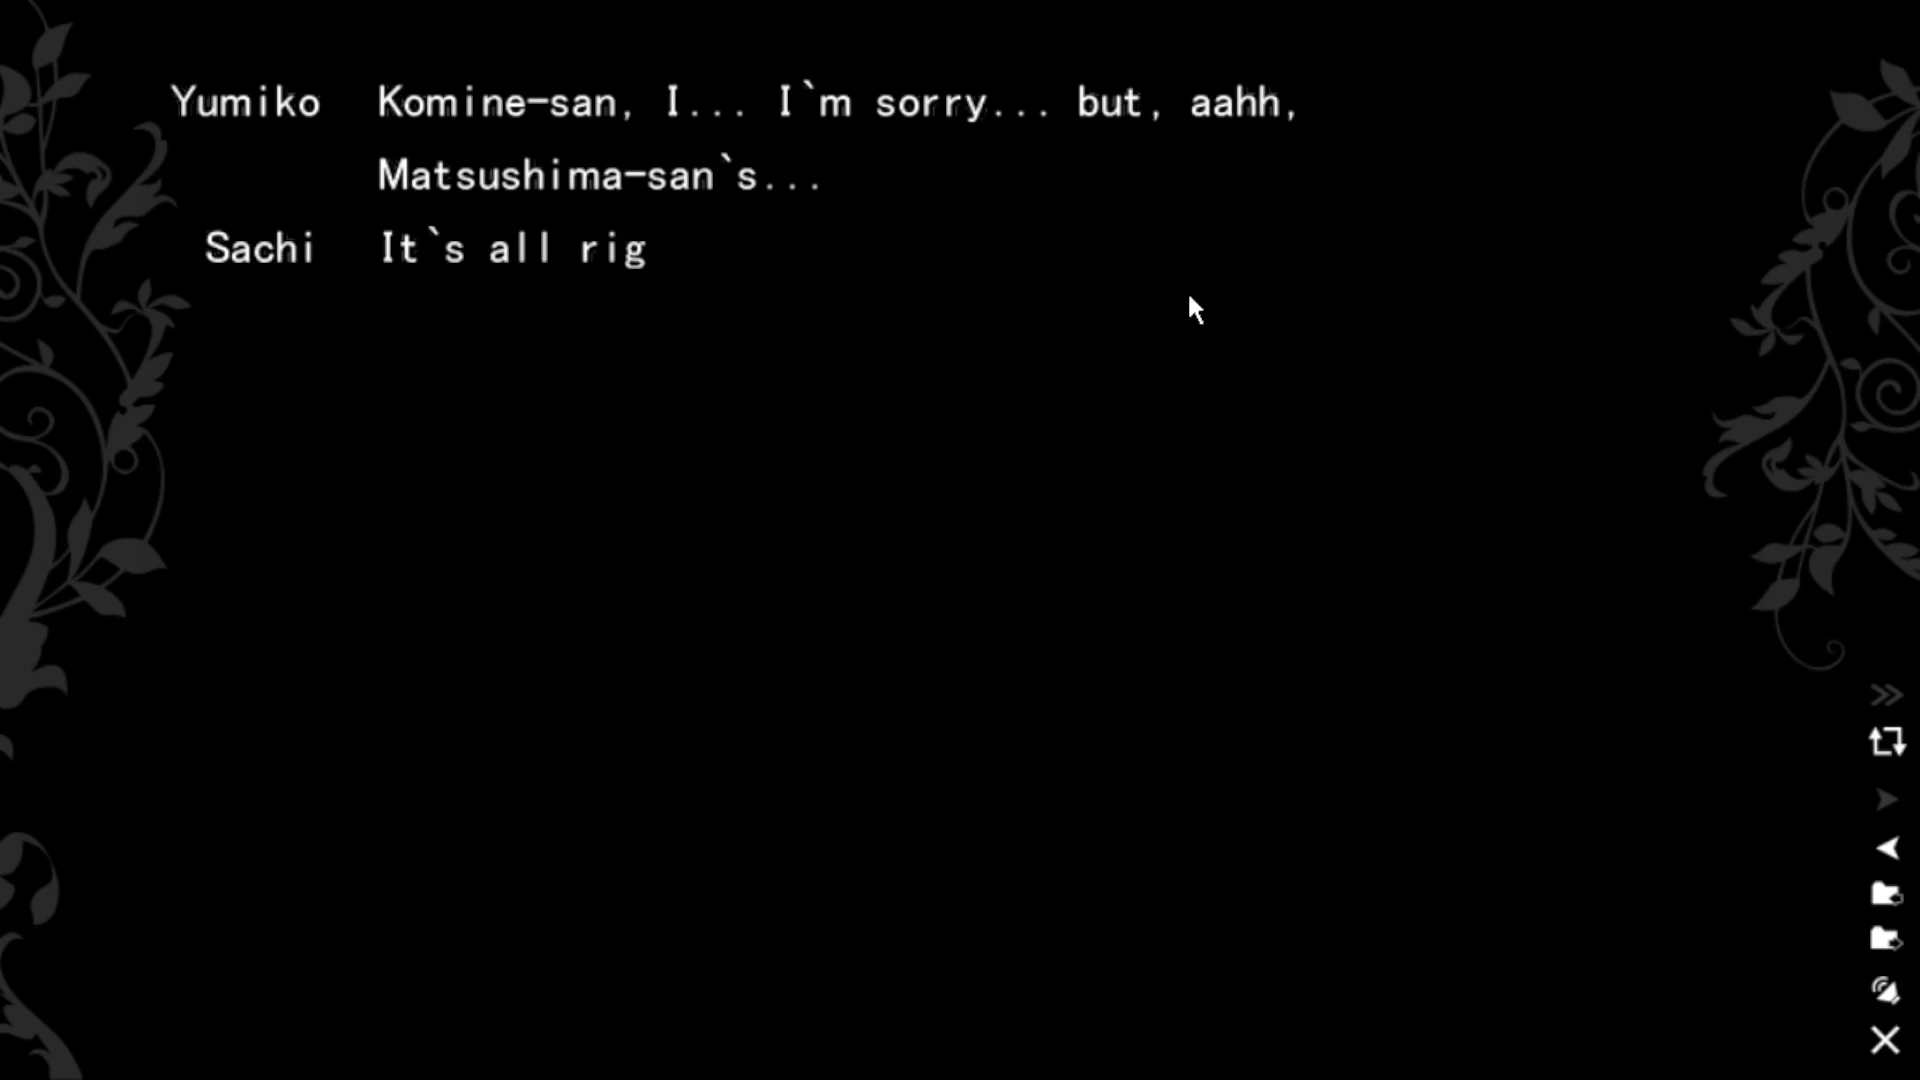 Yumiko Komine-san, I... I`m sorry... but, aahh,
Matsushima-san`s...
Sachi It`s all rig